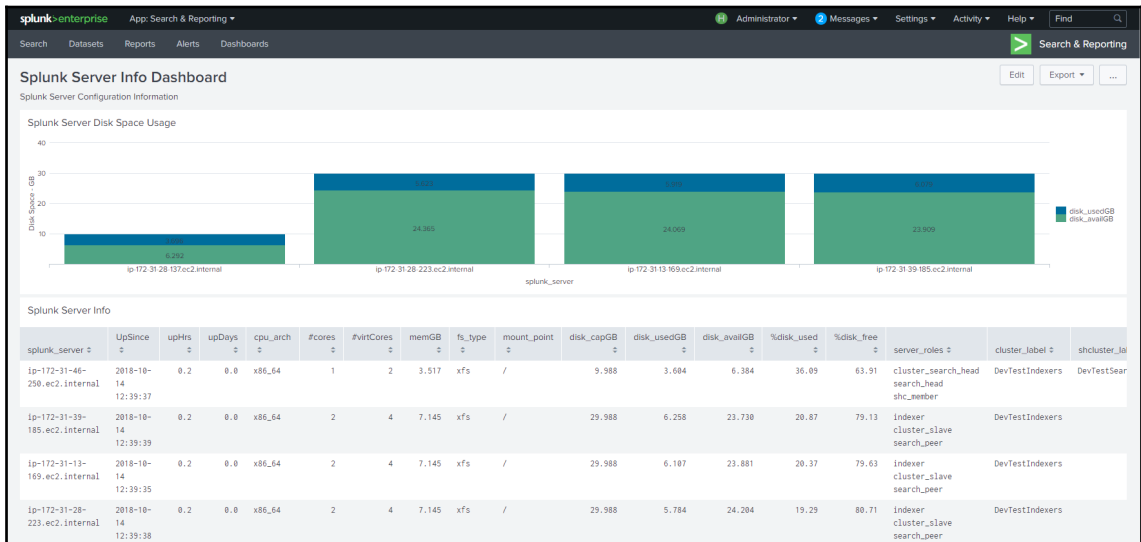 splunk>enterprise App: Search & Reporting ▾ H Administrator ▾ 2 Messages ▾ Settings ▾ Activity ▾ Help ▾ Find
Search Datasets Reports Alerts Dashboards Search & Reporting
Splunk Server Info Dashboard Edit Export ▾ ...
Splunk Server Configuration Information
Splunk Server Disk Space Usage
40
30
20
10
Disk Space - GB
24.385 24.069 23.909
6.292
disk_usedGB
disk_availGB
ip-172-31-28-137.ec2.internal ip-172-31-28-223.ec2.internal ip-172-31-13-169.ec2.internal ip-172-31-39-185.ec2.internal
splunk_server
Splunk Server Info
splunk_server UpSince upHrs upDays cpu_arch #cores #virtCores memGB fs_type mount_point disk_capGB disk_usedGB disk_availGB %disk_used %disk_free server_roles cluster_label shcluster_lal
ip-172-31-46- 2018-10- 0.2 0.0 x86_64 1 2 3.517 xfs / 9.988 3.604 6.384 36.09 63.91 cluster_search_head DevTestIndexers DevTestSear
250.ec2.internal 14 search_head
12:39:37 shc_member
ip-172-31-39- 2018-10- 0.2 0.0 x86_64 2 4 7.145 xfs / 29.988 6.258 23.730 20.87 79.13 indexer DevTestIndexers
185.ec2.internal 14 cluster_slave
12:39:39 search_peer
ip-172-31-13- 2018-10- 0.2 0.0 x86_64 2 4 7.145 xfs / 29.988 6.107 23.881 20.37 79.63 indexer DevTestIndexers
169.ec2.internal 14 cluster_slave
12:39:35 search_peer
ip-172-31-28- 2018-10- 0.2 0.0 x86_64 2 4 7.145 xfs / 29.988 5.784 24.204 19.29 80.71 indexer DevTestIndexers
223.ec2.internal 14 cluster_slave
12:39:38 search_peer